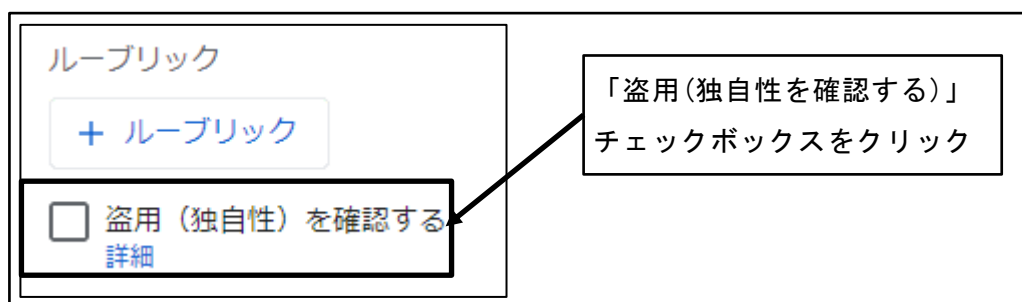 ルーブリック
＋ ルーブリック
盗用（独自性）を確認する
詳細
「盗用(独自性を確認する)」
チェックボックスをクリック